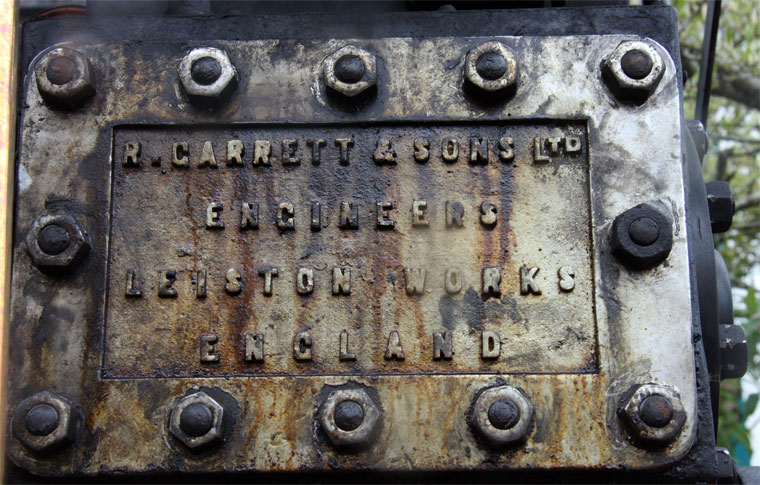 R. GARRETT & SONS LTD
ENGINEERS
LEISTON WORKS
ENGLAND